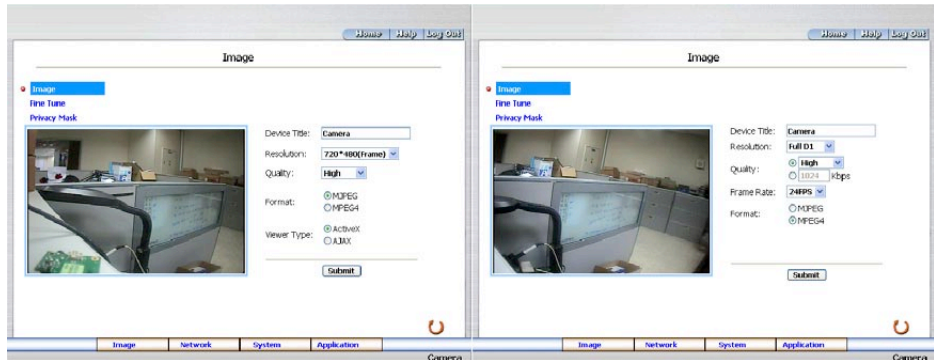 Home Help Log Out
Image
Image
Fine Tune
Privacy Mask
Device Title: Camera
Resolution: 720*480(Frame)
Quality: High
Format: MJPEG
MPEG4
Viewer Type: ActiveX
AJAX
Submit
Image Network System Application
Camera
Home Help Log Out
Image
Image
Fine Tune
Privacy Mask
Device Title: Camera
Resolution: Full D1
Quality: High
1024 Kbps
Frame Rate: 24FPS
Format: MJPEG
MPEG4
Submit
Image Network System Application
Camera